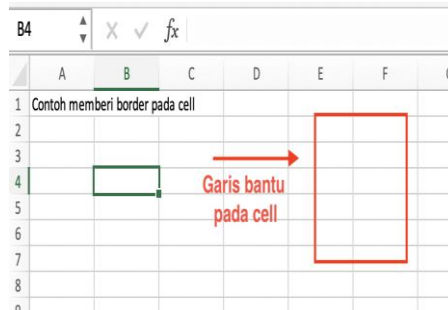 B4 fx
A B C D E F
1 Contoh memberi border pada cell
2
3
4 Garis bantu
5 pada cell
6
7
8